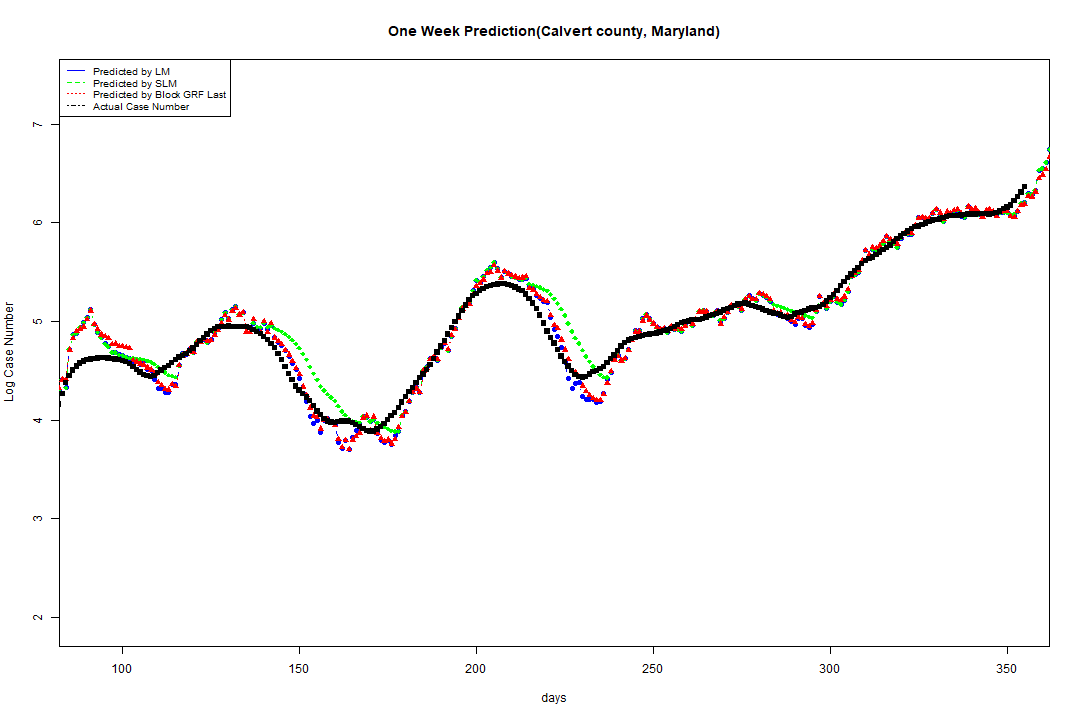 One Week Prediction(Calvert county, Maryland)
Predicted by LM
Predicted by SLM
Predicted by Block GRF Last
Actual Case Number
7
6
5
4
3
2
Log Case Number
100 150 200 250 300 350
days